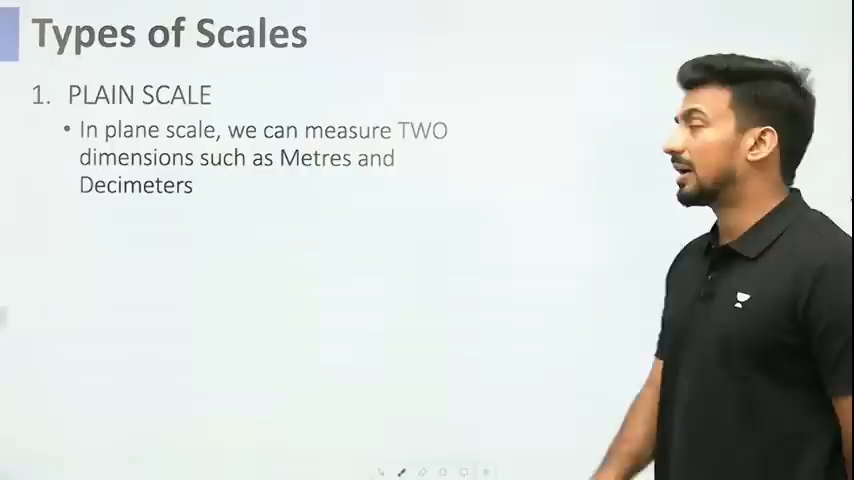 Types of Scales
1. PLAIN SCALE
• In plane scale, we can measure TWO
dimensions such as Metres and
Decimeters